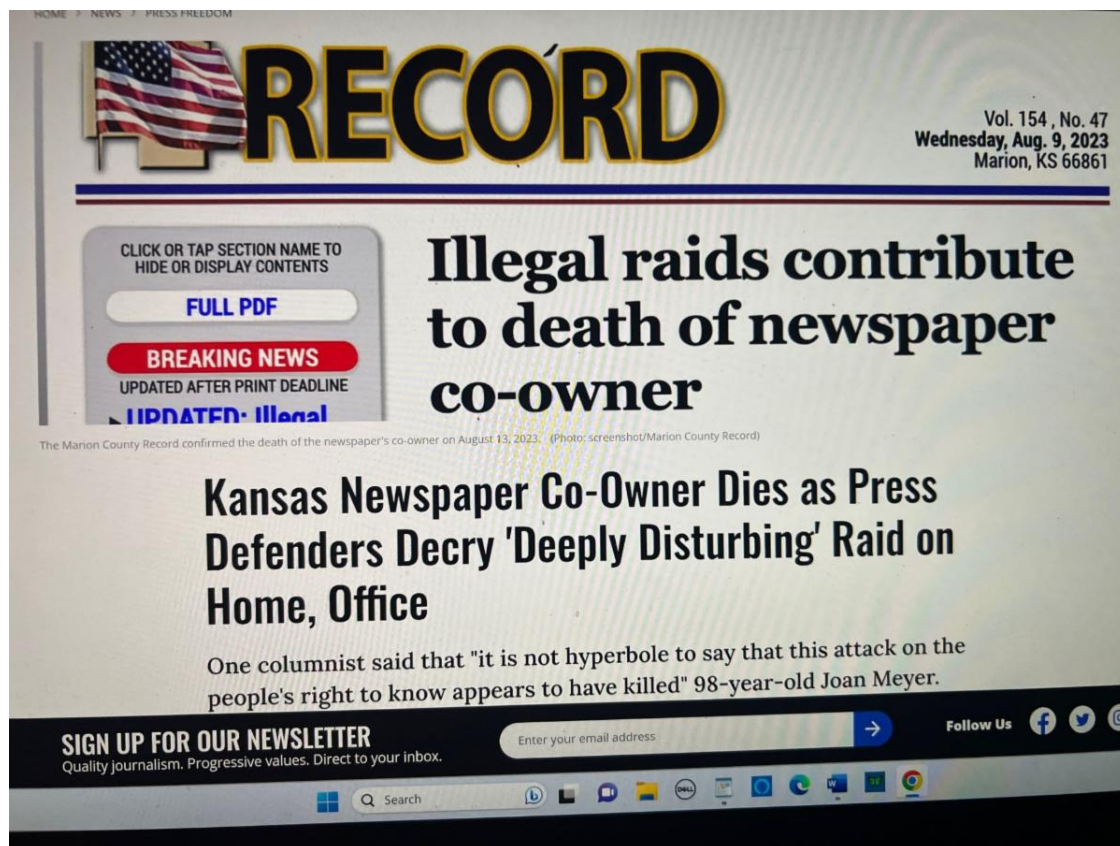 HOME > NEWS > PRESS FREEDOM
RECORD
Vol. 154 , No. 47
Wednesday, Aug. 9, 2023
Marion, KS 66861
CLICK OR TAP SECTION NAME TO
HIDE OR DISPLAY CONTENTS
FULL PDF
BREAKING NEWS
UPDATED AFTER PRINT DEADLINE
UPDATED: Illegal
Illegal raids contribute
to death of newspaper
co-owner
The Marion County Record confirmed the death of the newspaper's co-owner on August 13, 2023. (Photo: screenshot/Marion County Record)
Kansas Newspaper Co-Owner Dies as Press
Defenders Decry 'Deeply Disturbing' Raid on
Home, Office
One columnist said that "it is not hyperbole to say that this attack on the
people's right to know appears to have killed" 98-year-old Joan Meyer.
SIGN UP FOR OUR NEWSLETTER
Quality journalism. Progressive values. Direct to your inbox.
Enter your email address
Follow Us
Search
DELL